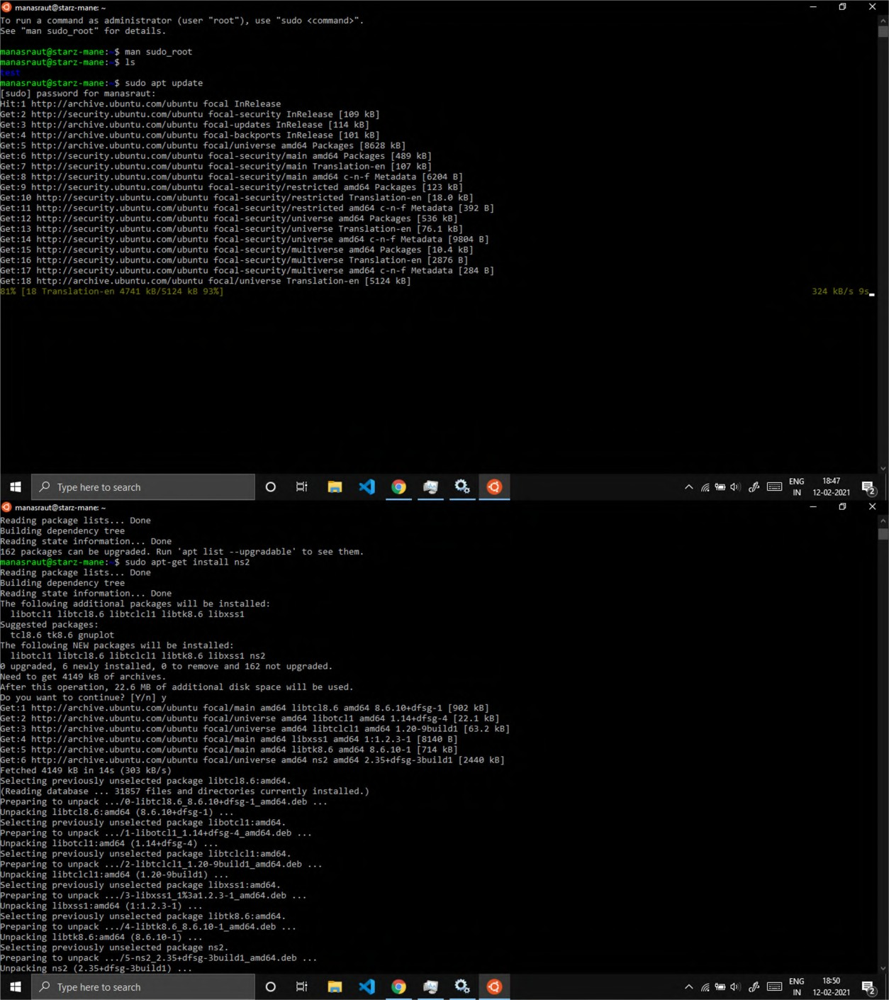 manasraut@starz-mane: ~
To run a command as administrator (user "root"), use "sudo <command>".
See "man sudo_root" for details.
manasraut@starz-mane:~$ man sudo_root
manasraut@starz-mane:~$ ls
test
manasraut@starz-mane:~$ sudo apt update
[sudo] password for manasraut:
Hit:1 http://archive.ubuntu.com/ubuntu focal InRelease
Get:2 http://security.ubuntu.com/ubuntu focal-security InRelease [109 kB]
Get:3 http://archive.ubuntu.com/ubuntu focal-updates InRelease [114 kB]
Get:4 http://archive.ubuntu.com/ubuntu focal-backports InRelease [101 kB]
Get:5 http://archive.ubuntu.com/ubuntu focal/universe amd64 Packages [8628 kB]
Get:6 http://security.ubuntu.com/ubuntu focal-security/main amd64 Packages [489 kB]
Get:7 http://security.ubuntu.com/ubuntu focal-security/main Translation-en [107 kB]
Get:8 http://security.ubuntu.com/ubuntu focal-security/main amd64 c-n-f Metadata [6204 B]
Get:9 http://security.ubuntu.com/ubuntu focal-security/restricted amd64 Packages [123 kB]
Get:10 http://security.ubuntu.com/ubuntu focal-security/restricted Translation-en [18.0 kB]
Get:11 http://security.ubuntu.com/ubuntu focal-security/restricted amd64 c-n-f Metadata [392 B]
Get:12 http://security.ubuntu.com/ubuntu focal-security/universe amd64 Packages [536 kB]
Get:13 http://security.ubuntu.com/ubuntu focal-security/universe Translation-en [76.1 kB]
Get:14 http://security.ubuntu.com/ubuntu focal-security/universe amd64 c-n-f Metadata [9804 B]
Get:15 http://security.ubuntu.com/ubuntu focal-security/multiverse amd64 Packages [10.4 kB]
Get:16 http://security.ubuntu.com/ubuntu focal-security/multiverse Translation-en [2876 B]
Get:17 http://security.ubuntu.com/ubuntu focal-security/multiverse amd64 c-n-f Metadata [284 B]
Get:18 http://archive.ubuntu.com/ubuntu focal/universe Translation-en [5124 kB]
81% [18 Translation-en 4741 kB/5124 kB 93%] 324 kB/s 9s
Type here to search
ENG
IN
18:47
12-02-2021
2
manasraut@starz-mane: ~
Reading package lists... Done
Building dependency tree
Reading state information... Done
162 packages can be upgraded. Run 'apt list --upgradable' to see them.
manasraut@starz-mane:~$ sudo apt-get install ns2
Reading package lists... Done
Building dependency tree
Reading state information... Done
The following additional packages will be installed:
libotcl1 libtcl8.6 libtclcl1 libtk8.6 libxss1
Suggested packages:
tcl8.6 tk8.6 gnuplot
The following NEW packages will be installed:
libotcl1 libtcl8.6 libtclcl1 libtk8.6 libxss1 ns2
0 upgraded, 6 newly installed, 0 to remove and 162 not upgraded.
Need to get 4149 kB of archives.
After this operation, 22.6 MB of additional disk space will be used.
Do you want to continue? [Y/n] y
Get:1 http://archive.ubuntu.com/ubuntu focal/main amd64 libtcl8.6 amd64 8.6.10+dfsg-1 [902 kB]
Get:2 http://archive.ubuntu.com/ubuntu focal/universe amd64 libotcl1 amd64 1.14+dfsg-4 [22.1 kB]
Get:3 http://archive.ubuntu.com/ubuntu focal/universe amd64 libtclcl1 amd64 1.20-9build1 [63.2 kB]
Get:4 http://archive.ubuntu.com/ubuntu focal/main amd64 libxss1 amd64 1:1.2.3-1 [8140 B]
Get:5 http://archive.ubuntu.com/ubuntu focal/main amd64 libtk8.6 amd64 8.6.10-1 [714 kB]
Get:6 http://archive.ubuntu.com/ubuntu focal/universe amd64 ns2 amd64 2.35+dfsg-3build1 [2440 kB]
Fetched 4149 kB in 14s (303 kB/s)
Selecting previously unselected package libtcl8.6:amd64.
(Reading database ... 31857 files and directories currently installed.)
Preparing to unpack .../0-libtcl8.6_8.6.10+dfsg-1_amd64.deb ...
Unpacking libtcl8.6:amd64 (8.6.10+dfsg-1) ...
Selecting previously unselected package libotcl1:amd64.
Preparing to unpack .../1-libotcl1_1.14+dfsg-4_amd64.deb ...
Unpacking libotcl1:amd64 (1.14+dfsg-4) ...
Selecting previously unselected package libtclcl1:amd64.
Preparing to unpack .../2-libtclcl1_1.20-9build1_amd64.deb ...
Unpacking libtclcl1:amd64 (1.20-9build1) ...
Selecting previously unselected package libxss1:amd64.
Preparing to unpack .../3-libxss1_1%3a1.2.3-1_amd64.deb ...
Unpacking libxss1:amd64 (1:1.2.3-1) ...
Selecting previously unselected package libtk8.6:amd64.
Preparing to unpack .../4-libtk8.6_8.6.10-1_amd64.deb ...
Unpacking libtk8.6:amd64 (8.6.10-1) ...
Selecting previously unselected package ns2.
Preparing to unpack .../5-ns2_2.35+dfsg-3build1_amd64.deb ...
Unpacking ns2 (2.35+dfsg-3build1) ...
Type here to search
ENG
IN
18:50
12-02-2021
2